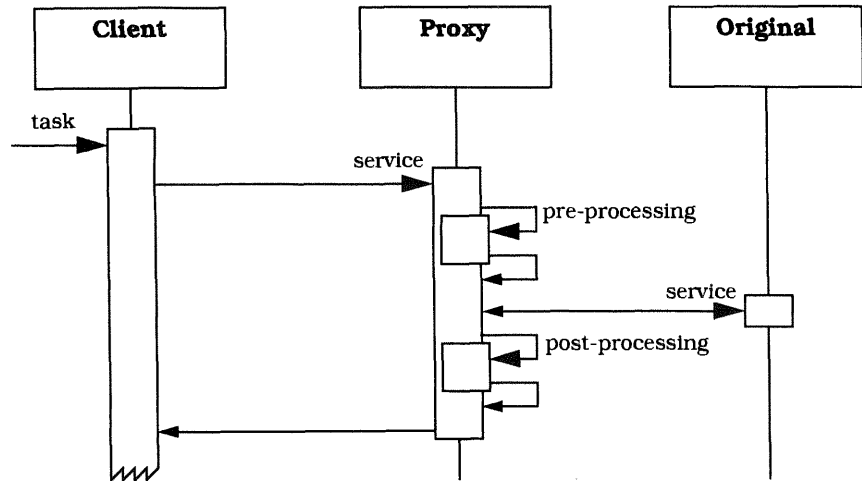 Client
Proxy
Original
task
service
pre-processing
service
post-processing